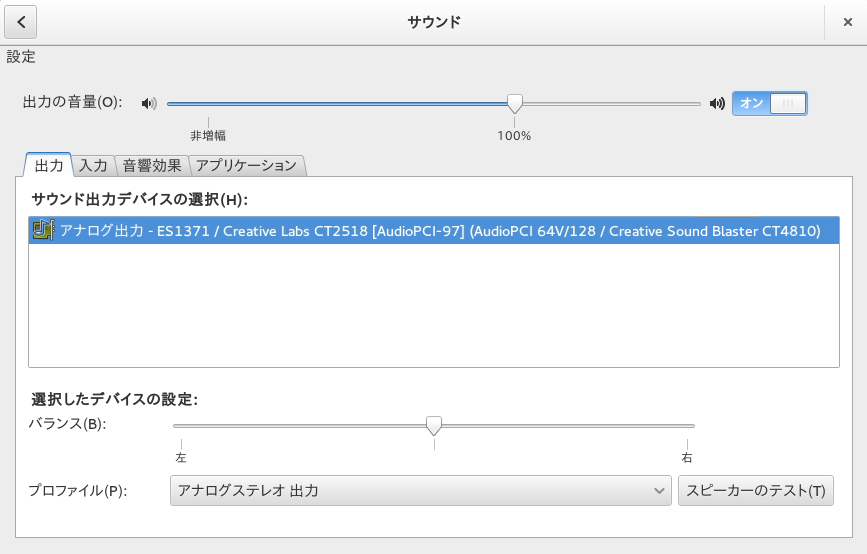 サウンド
設定
出力の音量(O):
オン
非増幅 100%
出力 入力 音響効果 アプリケーション
サウンド出力デバイスの選択(H):
アナログ出力 - ES1371 / Creative Labs CT2518 [AudioPCI-97] (AudioPCI 64V/128 / Creative Sound Blaster CT4810)
選択したデバイスの設定:
バランス(B):
左 右
プロファイル(P): アナログステレオ 出力 スピーカーのテスト(T)